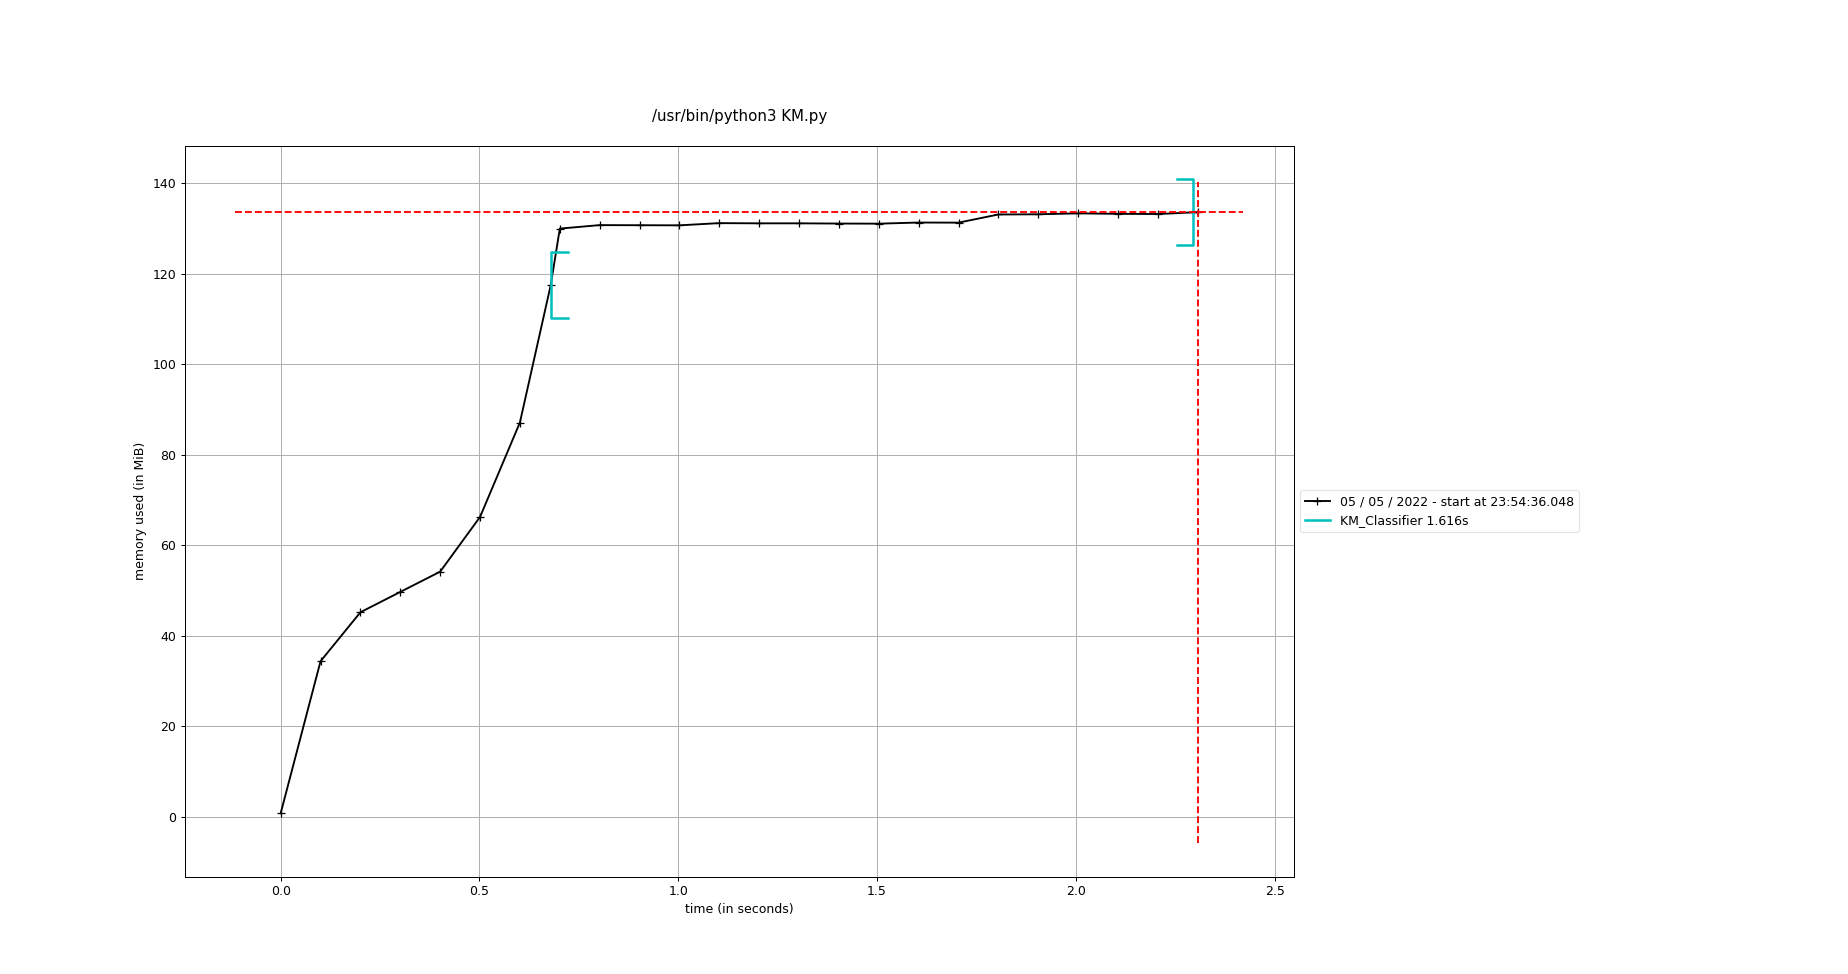 /usr/bin/python3 KM.py
140
120
100
80
60
40
20
0
memory used (in MiB)
0.0 0.5 1.0 1.5 2.0 2.5
time (in seconds)
05 / 05 / 2022 - start at 23:54:36.048
KM_Classifier 1.616s